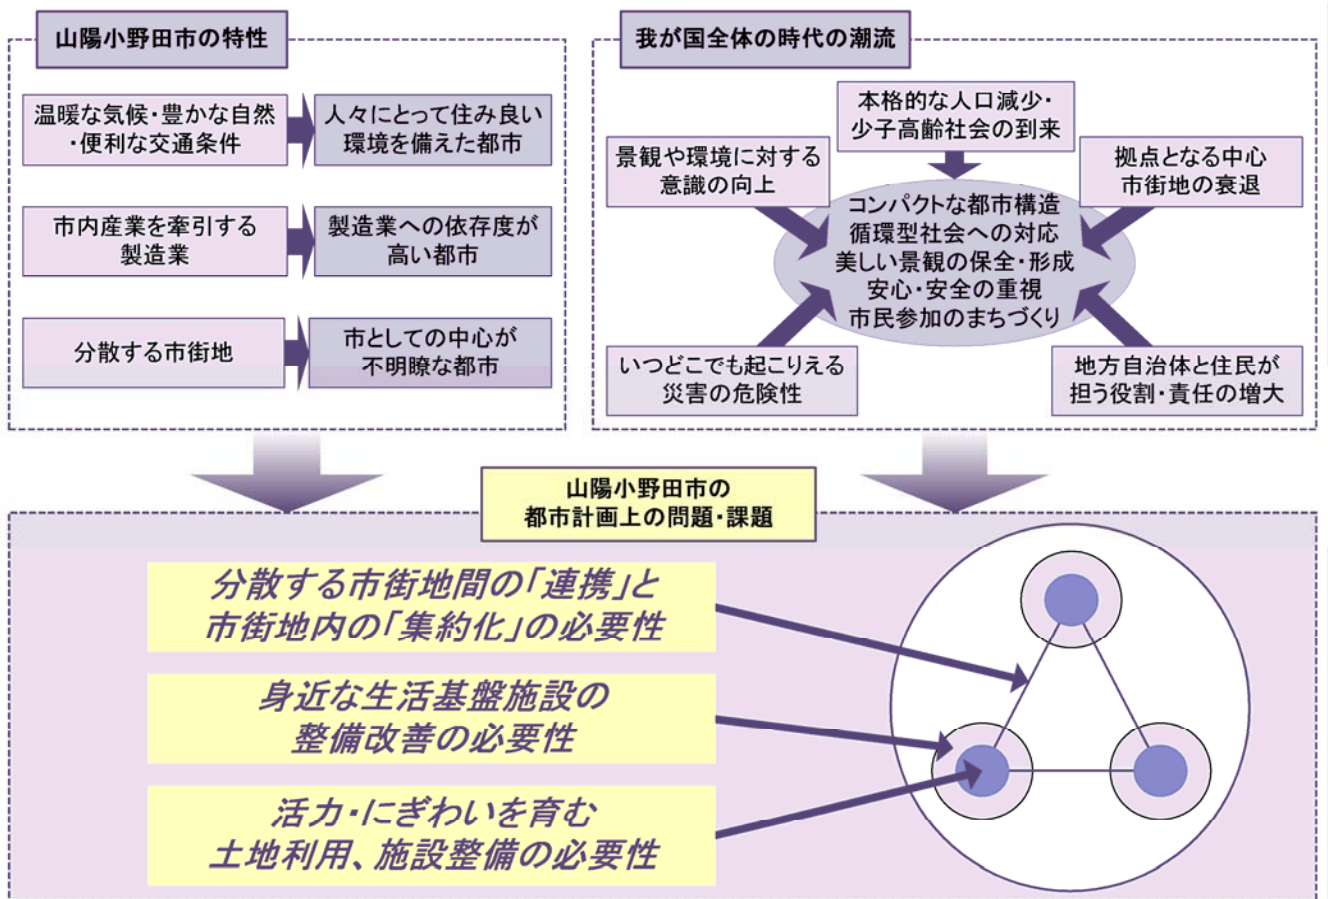 山陽小野田市の特性
温暖な気候・豊かな自然
・便利な交通条件
人々にとって住み良い
環境を備えた都市
市内産業を牽引する
製造業
製造業への依存度が
高い都市
分散する市街地
市としての中心が
不明瞭な都市
我が国全体の時代の潮流
本格的な人口減少・
少子高齢社会の到来
景観や環境に対する
意識の向上
拠点となる中心
市街地の衰退
コンパクトな都市構造
循環型社会への対応
美しい景観の保全・形成
安心・安全の重視
市民参加のまちづくり
いつどこでも起こりえる
災害の危険性
地方自治体と住民が
担う役割・責任の増大
山陽小野田市の
都市計画上の問題・課題
分散する市街地間の「連携」と
市街地内の「集約化」の必要性
身近な生活基盤施設の
整備改善の必要性
活力・にぎわいを育む
土地利用、施設整備の必要性